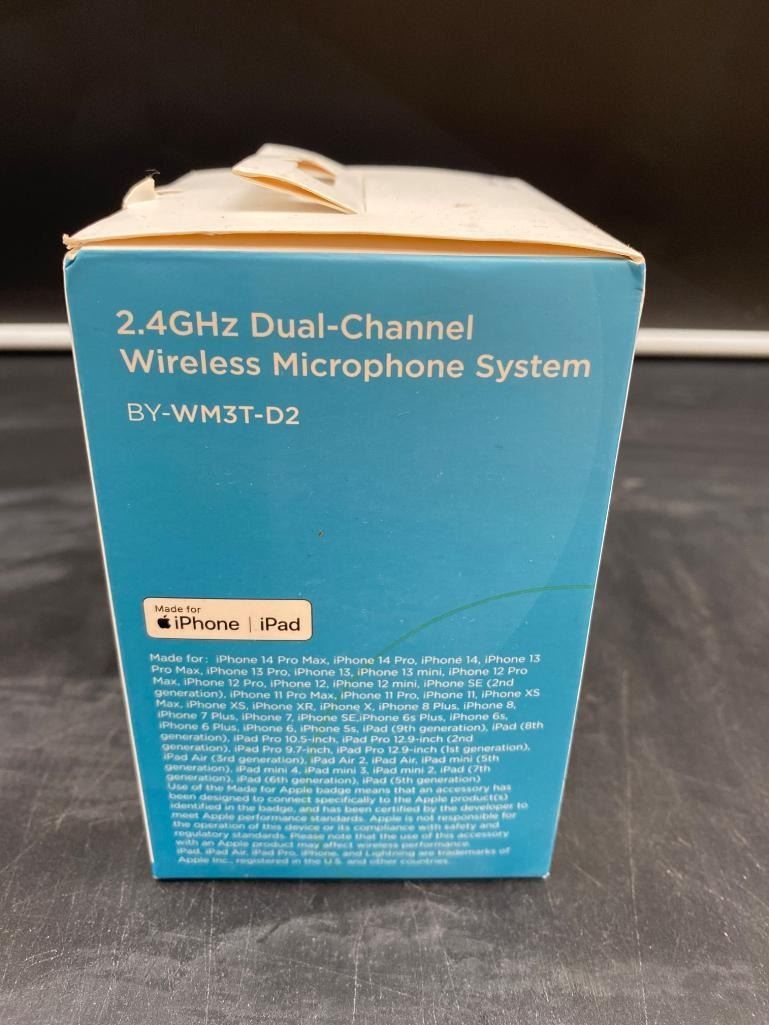 2.4GHz Dual-Channel
Wireless Microphone System
BY-WM3T-D2
Made for
iPhone | iPad
Made for: iPhone 14 Pro Max, iPhone 14 Pro, iPhone 14, iPhone 13
Pro Max, iPhone 13 Pro, iPhone 13, iPhone 13 mini, iPhone 12 Pro
Max, iPhone 12 Pro, iPhone 12, iPhone 12 mini, iPhone SE (2nd
generation), iPhone 11 Pro Max, iPhone 11 Pro, iPhone 11, iPhone XS
Max, iPhone XS, iPhone XR, iPhone X, iPhone 8 Plus, iPhone 8,
iPhone 7 Plus, iPhone 7, iPhone SE,iPhone 6s Plus, iPhone 6s,
iPhone 6 Plus, iPhone 6, iPhone 5s, iPad (9th generation), iPad (8th
generation), iPad Pro 10.5-inch, iPad Pro 12.9-inch (2nd
generation), iPad Pro 9.7-inch, iPad Pro 12.9-inch (1st generation),
iPad Air (3rd generation), iPad Air 2, iPad Air, iPad mini (5th
generation), iPad mini 4, iPad mini 3, iPad mini 2, iPad (7th
generation), iPad (6th generation), iPad (5th generation)
Use of the Made for Apple badge means that an accessory has
been designed to connect specifically to the Apple product(s)
identified in the badge, and has been certified by the developer to
meet Apple performance standards. Apple is not responsible for
the operation of this device or its compliance with safety and
regulatory standards. Please note that the use of this accessory
with an Apple product may affect wireless performance.
iPad, iPad Air, iPad Pro, iPhone, and Lightning are trademarks of
Apple Inc., registered in the U.S. and other countries.